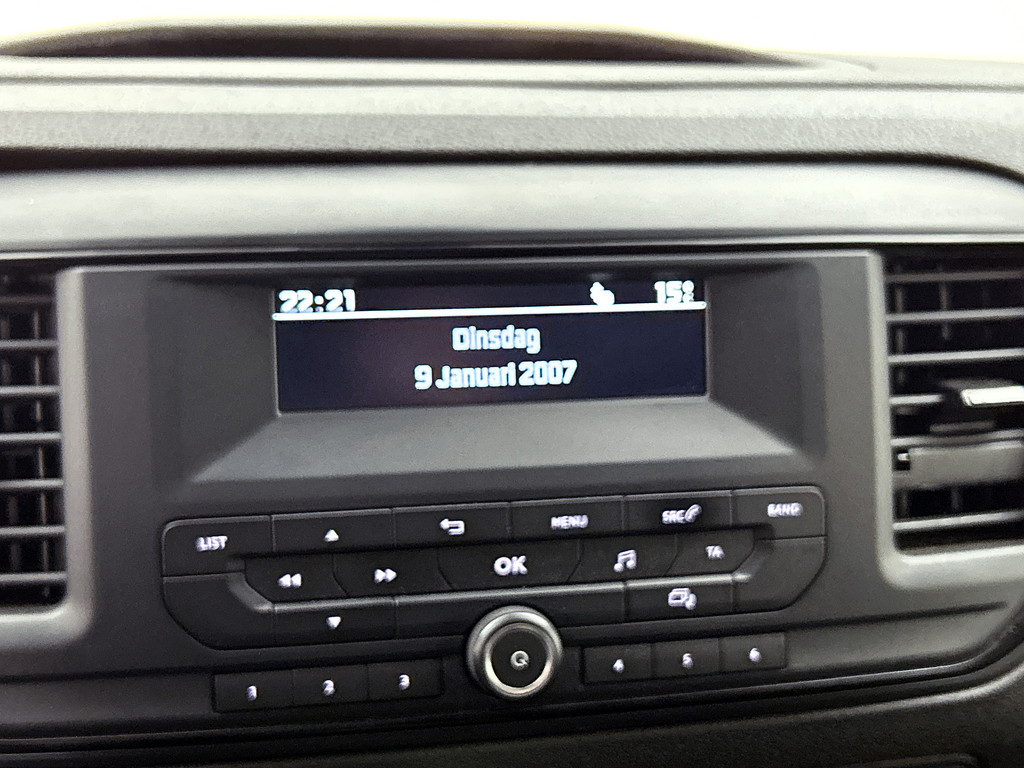 22:21 15°
Dinsdag
9 Januari 2007
LIST MENU SRC BAND
OK TA
1 2 3 4 5 6